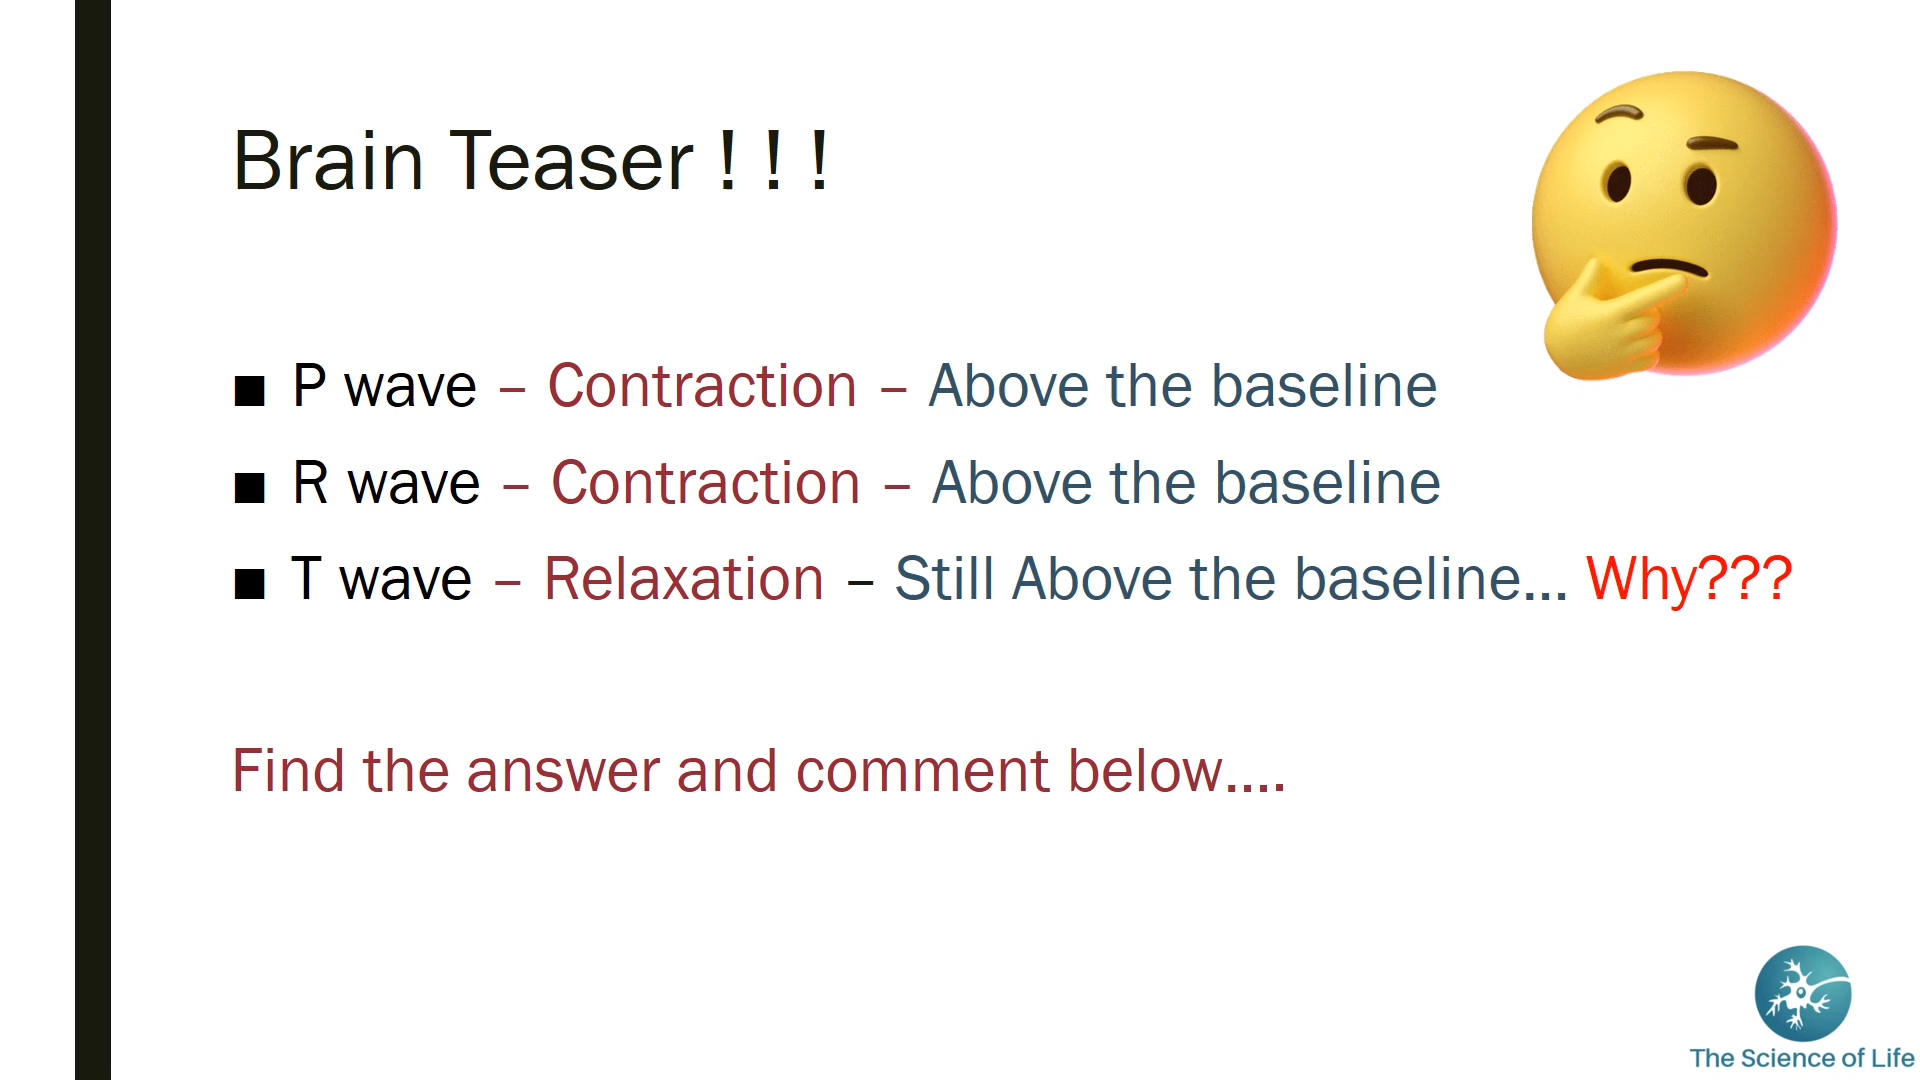 Brain Teaser ! ! !
■ P wave – Contraction – Above the baseline
■ R wave – Contraction – Above the baseline
■ T wave – Relaxation – Still Above the baseline... Why???
Find the answer and comment below....
The Science of Life